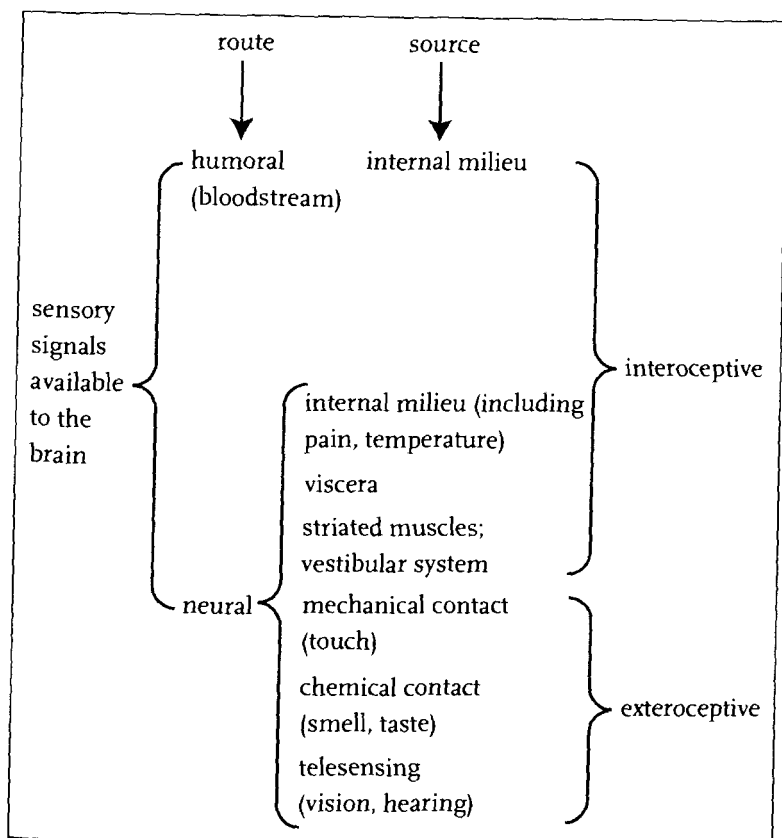 route source
humoral internal milieu
(bloodstream)
sensory
signals
available
to the
brain
interoceptive
internal milieu (including
pain, temperature)
viscera
striated muscles;
vestibular system
neural
mechanical contact
(touch)
chemical contact
(smell, taste)
exteroceptive
telesensing
(vision, hearing)